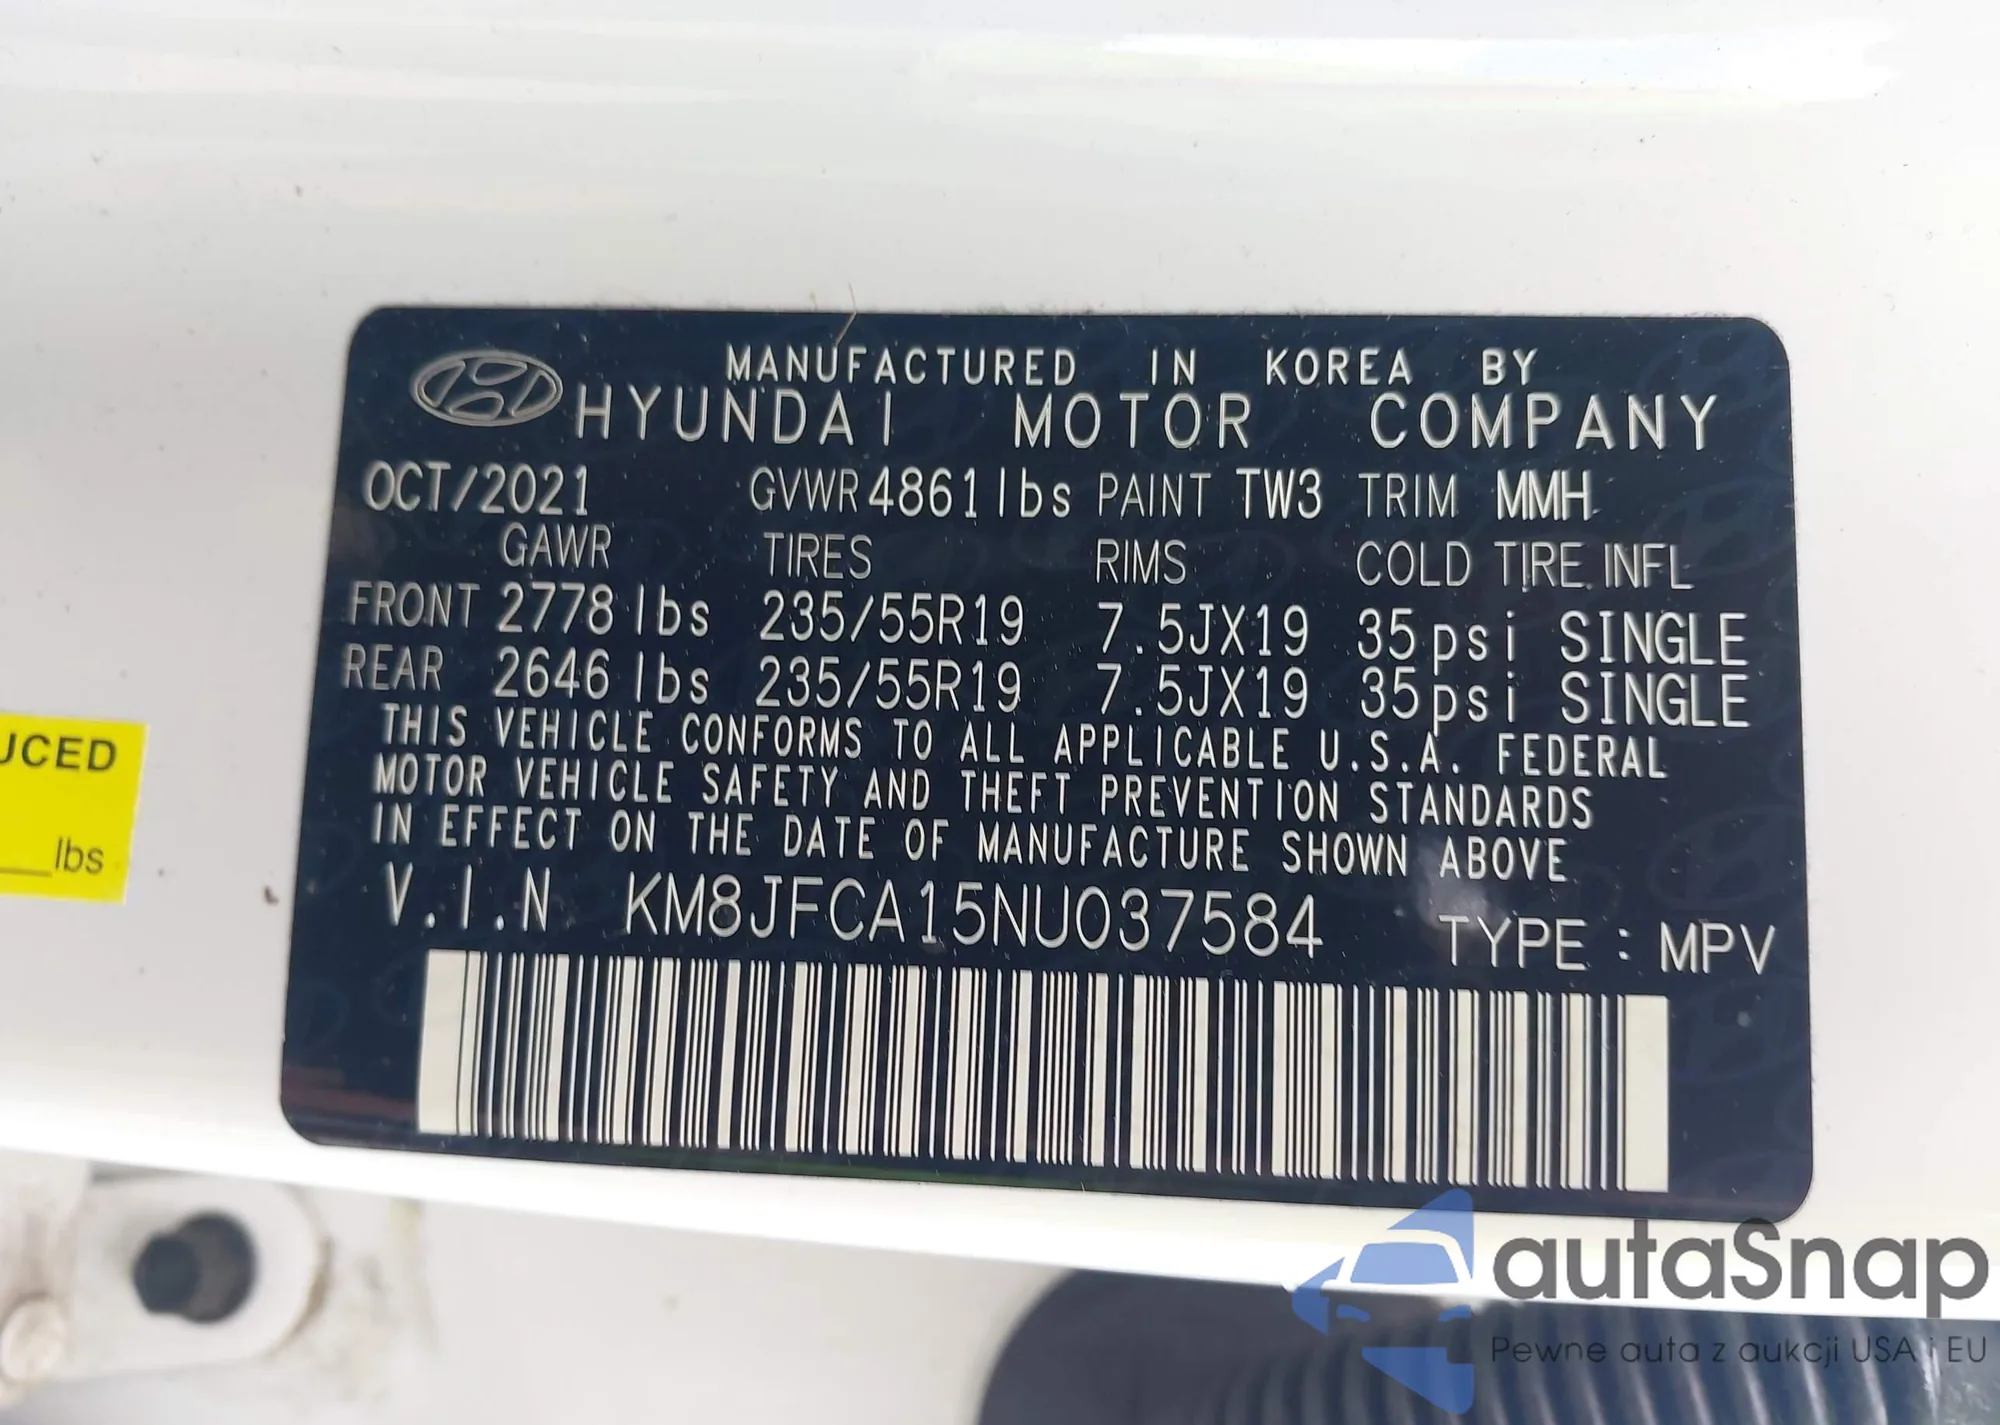 MANUFACTURED IN KOREA BY
HYUNDAI MOTOR COMPANY
OCT/2021 GVWR 4861 lbs PAINT TW3 TRIM MMH
GAWR TIRES RIMS COLD TIRE INFL
FRONT 2778 lbs 235/55R19 7.5JX19 35psi SINGLE
REAR 2646 lbs 235/55R19 7.5JX19 35psi SINGLE
THIS VEHICLE CONFORMS TO ALL APPLICABLE U.S.A. FEDERAL
MOTOR VEHICLE SAFETY AND THEFT PREVENTION STANDARDS
IN EFFECT ON THE DATE OF MANUFACTURE SHOWN ABOVE
V.I.N KM8JFCA15NU037584 TYPE : MPV
UCED
lbs
autaSnap
Pewne auta z aukcji USA i EU